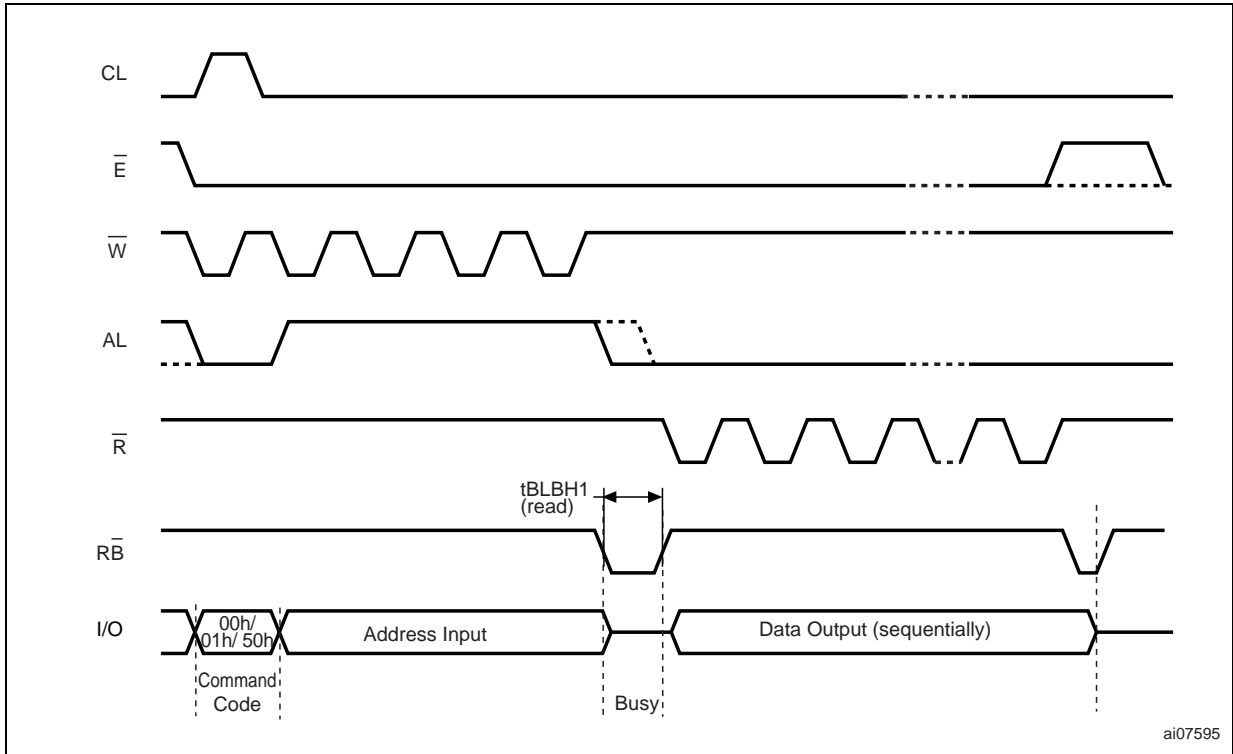 CL
E̅
W̅
AL
R̅
tBLBH1
(read)
RB̅
I/O
00h/
01h/ 50h
Address Input
Data Output (sequentially)
Command
Code
Busy
ai07595